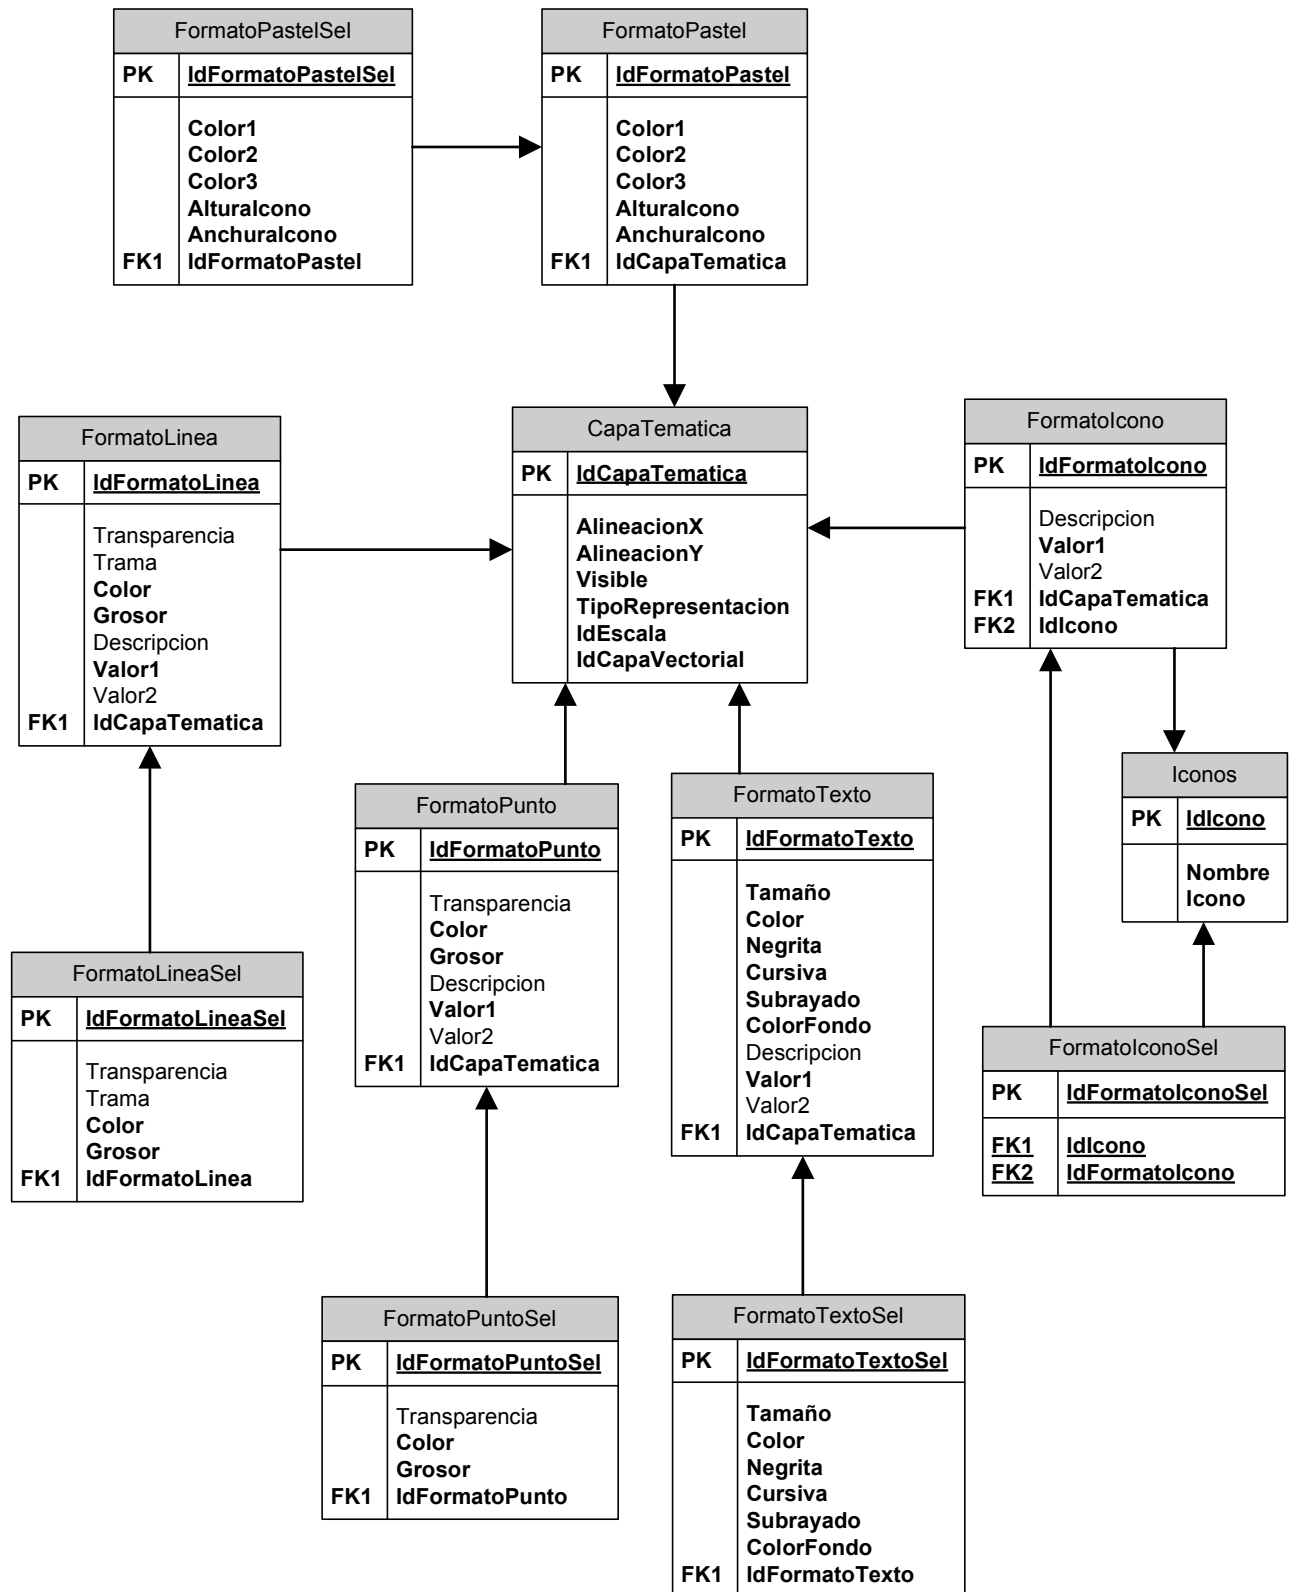 FormatoPastelSel
PK IdFormatoPastelSel
Color1
Color2
Color3
AlturaIcono
AnchuraIcono
FK1 IdFormatoPastel
FormatoPastel
PK IdFormatoPastel
Color1
Color2
Color3
AlturaIcono
AnchuraIcono
FK1 IdCapaTematica
FormatoLinea
PK IdFormatoLinea
Transparencia
Trama
Color
Grosor
Descripcion
Valor1
Valor2
FK1 IdCapaTematica
CapaTematica
PK IdCapaTematica
AlineacionX
AlineacionY
Visible
TipoRepresentacion
IdEscala
IdCapaVectorial
FormatoIcono
PK IdFormatoIcono
Descripcion
Valor1
Valor2
FK1 IdCapaTematica
FK2 IdIcono
Iconos
PK IdIcono
Nombre
Icono
FormatoPunto
PK IdFormatoPunto
Transparencia
Color
Grosor
Descripcion
Valor1
Valor2
FK1 IdCapaTematica
FormatoTexto
PK IdFormatoTexto
Tamaño
Color
Negrita
Cursiva
Subrayado
ColorFondo
Descripcion
Valor1
Valor2
FK1 IdCapaTematica
FormatoLineaSel
PK IdFormatoLineaSel
Transparencia
Trama
Color
Grosor
FK1 IdFormatoLinea
FormatoIconoSel
PK IdFormatoIconoSel
FK1 IdIcono
FK2 IdFormatoIcono
FormatoPuntoSel
PK IdFormatoPuntoSel
Transparencia
Color
Grosor
FK1 IdFormatoPunto
FormatoTextoSel
PK IdFormatoTextoSel
Tamaño
Color
Negrita
Cursiva
Subrayado
ColorFondo
FK1 IdFormatoTexto